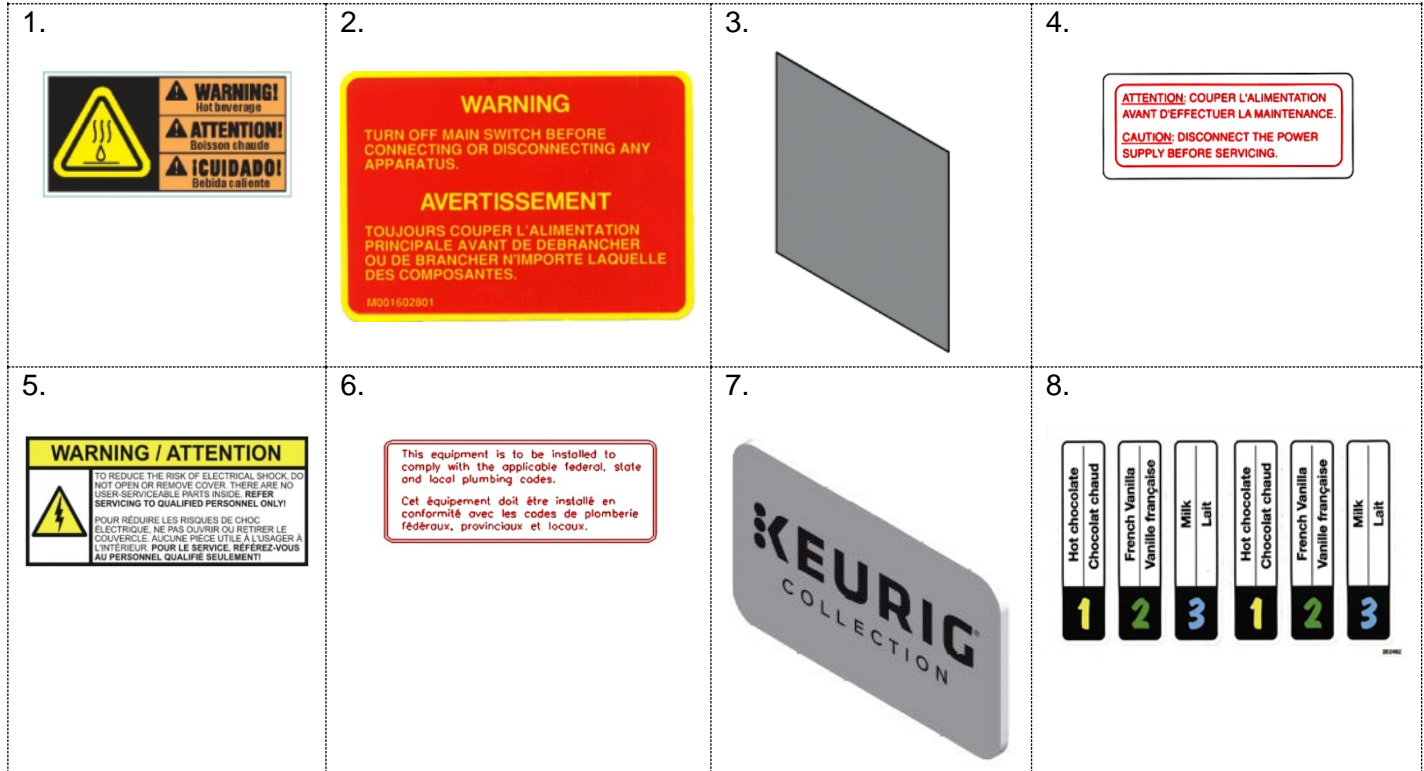 1.
WARNING!
Hot beverage
ATTENTION!
Boisson chaude
¡CUIDADO!
Bebida caliente
2.
WARNING
TURN OFF MAIN SWITCH BEFORE
CONNECTING OR DISCONNECTING ANY
APPARATUS.
AVERTISSEMENT
TOUJOURS COUPER L'ALIMENTATION
PRINCIPALE AVANT DE DEBRANCHER
OU DE BRANCHER N'IMPORTE LAQUELLE
DES COMPOSANTES.
M001602801
3.
4.
ATTENTION: COUPER L'ALIMENTATION
AVANT D'EFFECTUER LA MAINTENANCE.
CAUTION: DISCONNECT THE POWER
SUPPLY BEFORE SERVICING.
5.
WARNING / ATTENTION
TO REDUCE THE RISK OF ELECTRICAL SHOCK, DO
NOT OPEN OR REMOVE COVER. THERE ARE NO
USER-SERVICEABLE PARTS INSIDE. REFER
SERVICING TO QUALIFIED PERSONNEL ONLY!
POUR RÉDUIRE LES RISQUES DE CHOC
ÉLECTRIQUE, NE PAS OUVRIR OU RETIRER LE
COUVERCLE. AUCUNE PIÈCE UTILE À L'USAGER À
L'INTÉRIEUR. POUR LE SERVICE, RÉFÉREZ-VOUS
AU PERSONNEL QUALIFIÉ SEULEMENT!
6.
This equipment is to be installed to
comply with the applicable federal, state
and local plumbing codes.
Cet équipement doit être installé en
conformité avec les codes de plomberie
fédéraux, provinciaux et locaux.
7.
KEURIG
COLLECTION
8.
Hot chocolate
Chocolat chaud
1
French Vanilla
Vanille française
2
Milk
Lait
3
Hot chocolate
Chocolat chaud
1
French Vanilla
Vanille française
2
Milk
Lait
3